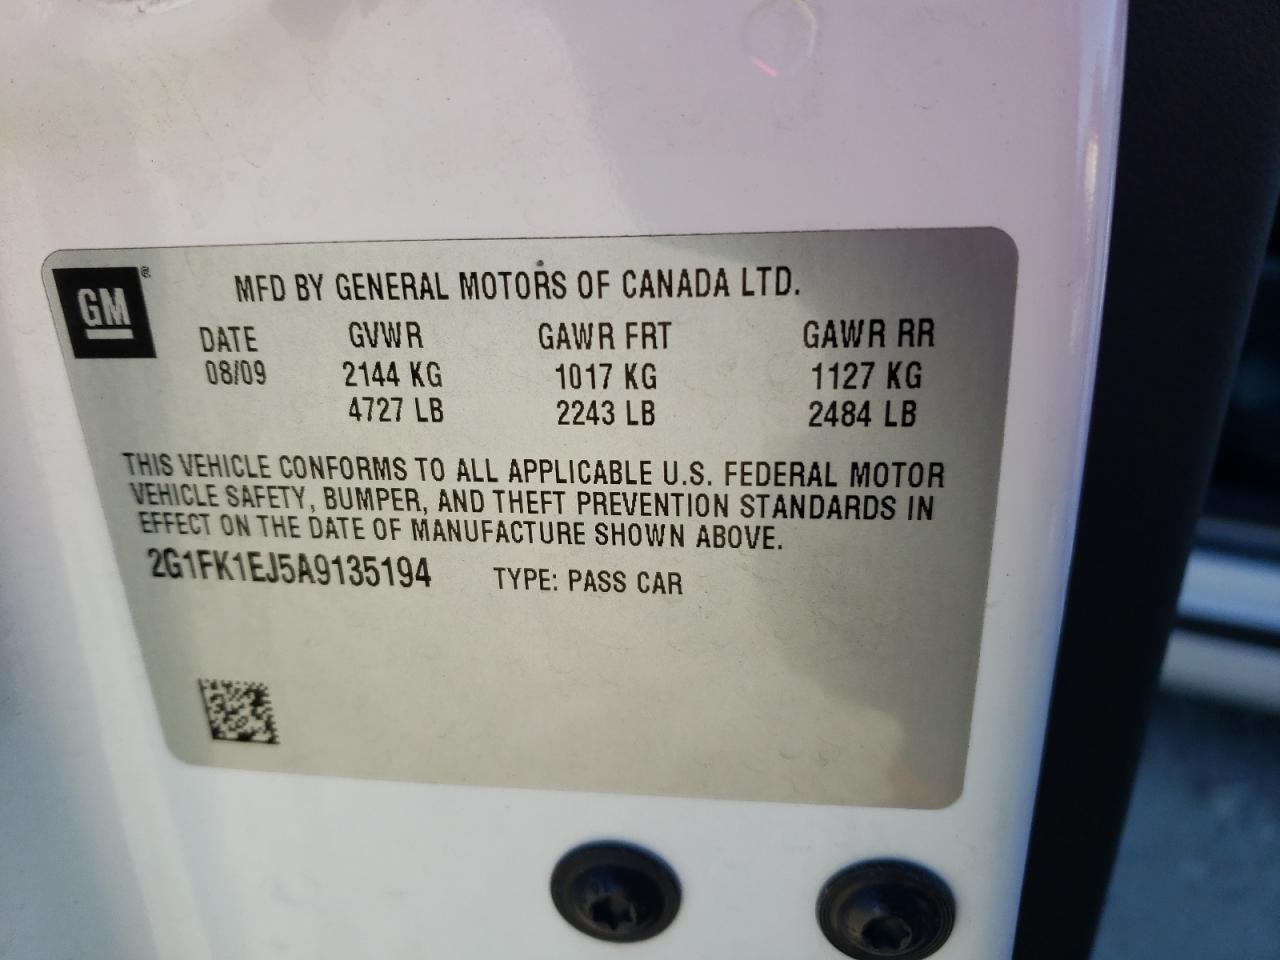 GM ®
MFD BY GENERAL MOTORS OF CANADA LTD.
DATE GVWR GAWR FRT GAWR RR
08/09 2144 KG 1017 KG 1127 KG
4727 LB 2243 LB 2484 LB
THIS VEHICLE CONFORMS TO ALL APPLICABLE U.S. FEDERAL MOTOR
VEHICLE SAFETY, BUMPER, AND THEFT PREVENTION STANDARDS IN
EFFECT ON THE DATE OF MANUFACTURE SHOWN ABOVE.
2G1FK1EJ5A9135194 TYPE: PASS CAR